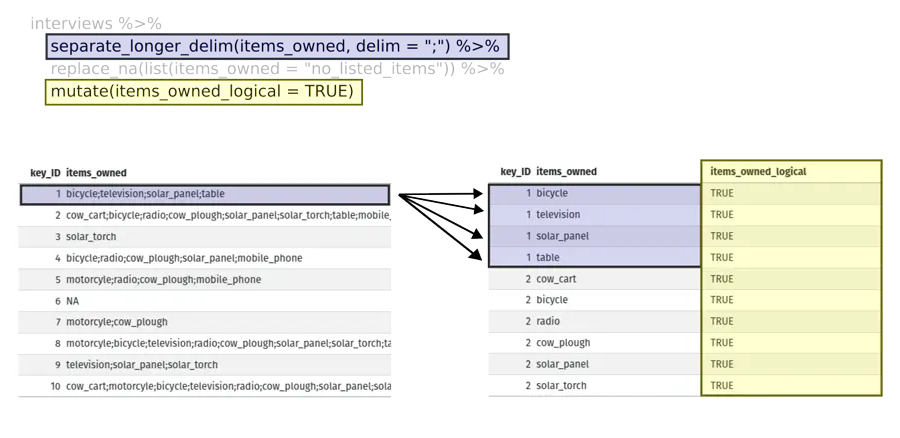 interviews %>%
separate_longer_delim(items_owned, delim = ";") %>%
replace_na(list(items_owned = "no_listed_items")) %>%
mutate(items_owned_logical = TRUE)
key_ID items_owned
1 bicycle;television;solar_panel;table
2 cow_cart;bicycle;radio;cow_plough;solar_panel;solar_torch;table;mobile_
3 solar_torch
4 bicycle;radio;cow_plough;solar_panel;mobile_phone
5 motorcyle;radio;cow_plough;mobile_phone
6 NA
7 motorcyle;cow_plough
8 motorcyle;bicycle;television;radio;cow_plough;solar_panel;solar_torch;ta
9 television;solar_panel;solar_torch
10 cow_cart;motorcyle;bicycle;television;radio;cow_plough;solar_panel;sola
key_ID items_owned items_owned_logical
1 bicycle TRUE
1 television TRUE
1 solar_panel TRUE
1 table TRUE
2 cow_cart TRUE
2 bicycle TRUE
2 radio TRUE
2 cow_plough TRUE
2 solar_panel TRUE
2 solar_torch TRUE